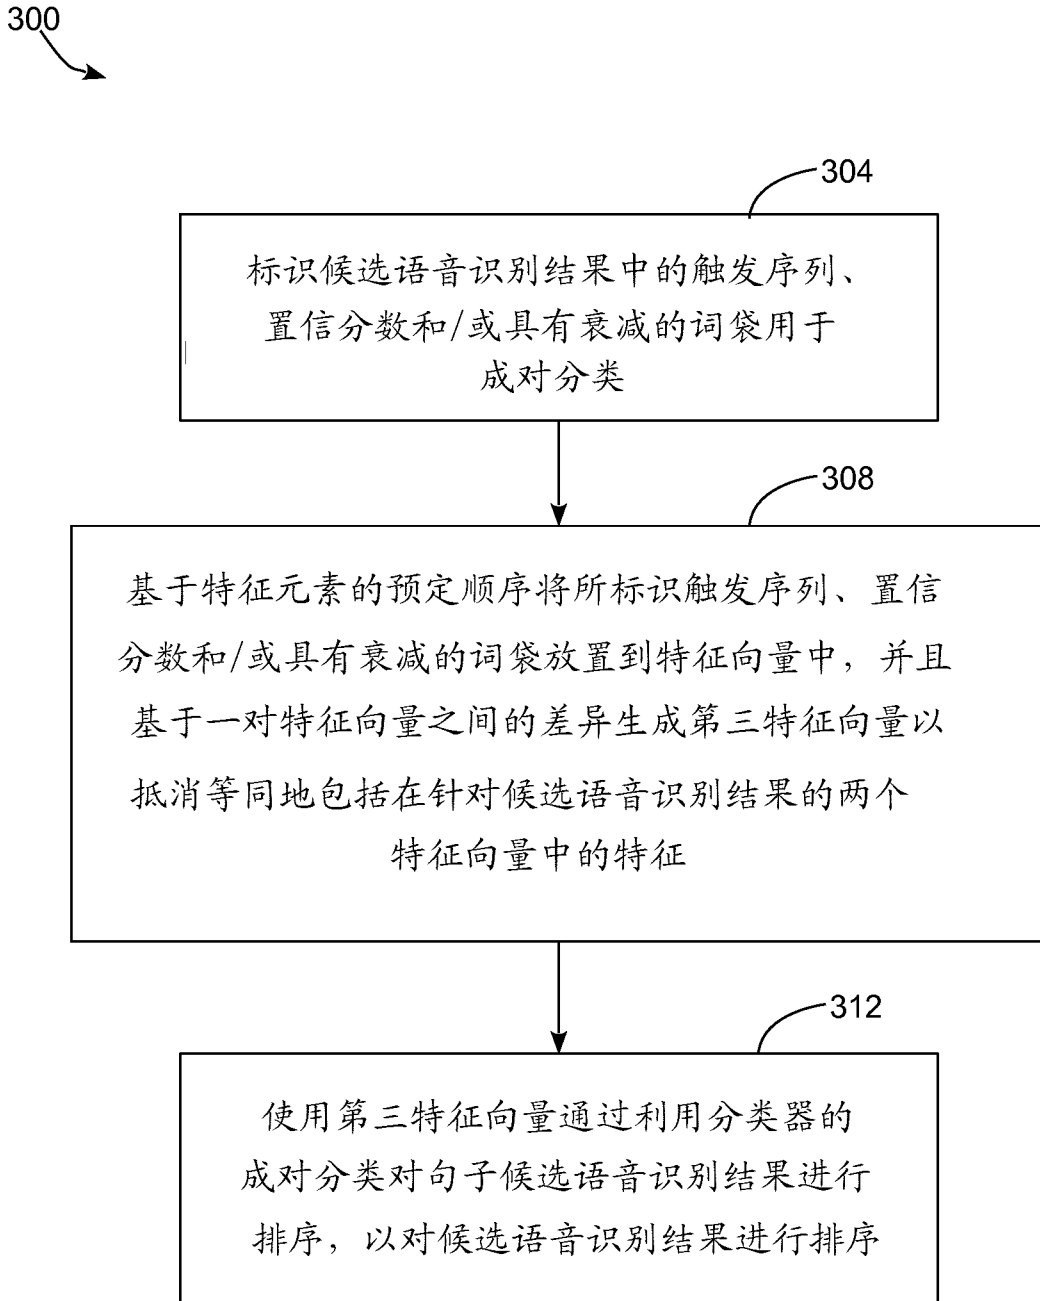 300
304
标识候选语音识别结果中的触发序列、
置信分数和/或具有衰减的词袋用于
成对分类
308
基于特征元素的预定顺序将所标识触发序列、置信
分数和/或具有衰减的词袋放置到特征向量中，并且
基于一对特征向量之间的差异生成第三特征向量以
抵消等同地包括在针对候选语音识别结果的两个
特征向量中的特征
312
使用第三特征向量通过利用分类器的
成对分类对句子候选语音识别结果进行
排序，以对候选语音识别结果进行排序